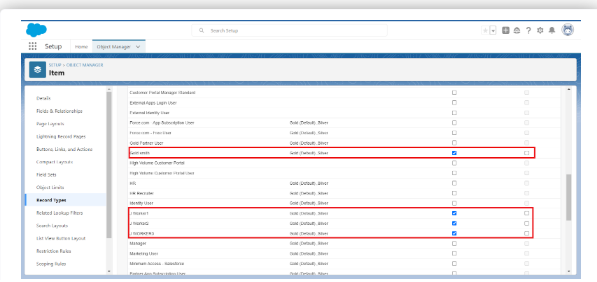 Search Setup
Setup Home Object Manager
SETUP > OBJECT MANAGER
Item
Details
Fields & Relationships
Page Layouts
Lightning Record Pages
Buttons, Links, and Actions
Compact Layouts
Field Sets
Object Limits
Record Types
Related Lookup Filters
Search Layouts
List View Button Layout
Restriction Rules
Scoping Rules
Customer Portal Manager Standard
External Apps Login User
External Identity User
Force.com - App Subscription User Gold (Default), Silver
Force.com - Free User Gold (Default), Silver
Gold Partner User Gold (Default), Silver
Gold (Default), Silver
High Volume Customer Portal
High Volume Customer Portal User
HR Gold (Default), Silver
HR Recruiter Gold (Default), Silver
Identity User Gold (Default), Silver
Gold (Default), Silver
Gold (Default), Silver
Gold (Default), Silver
Manager Gold (Default), Silver
Marketing User Gold (Default), Silver
Minimum Access - Salesforce Gold (Default), Silver
Partner App Subscription User Gold (Default), Silver